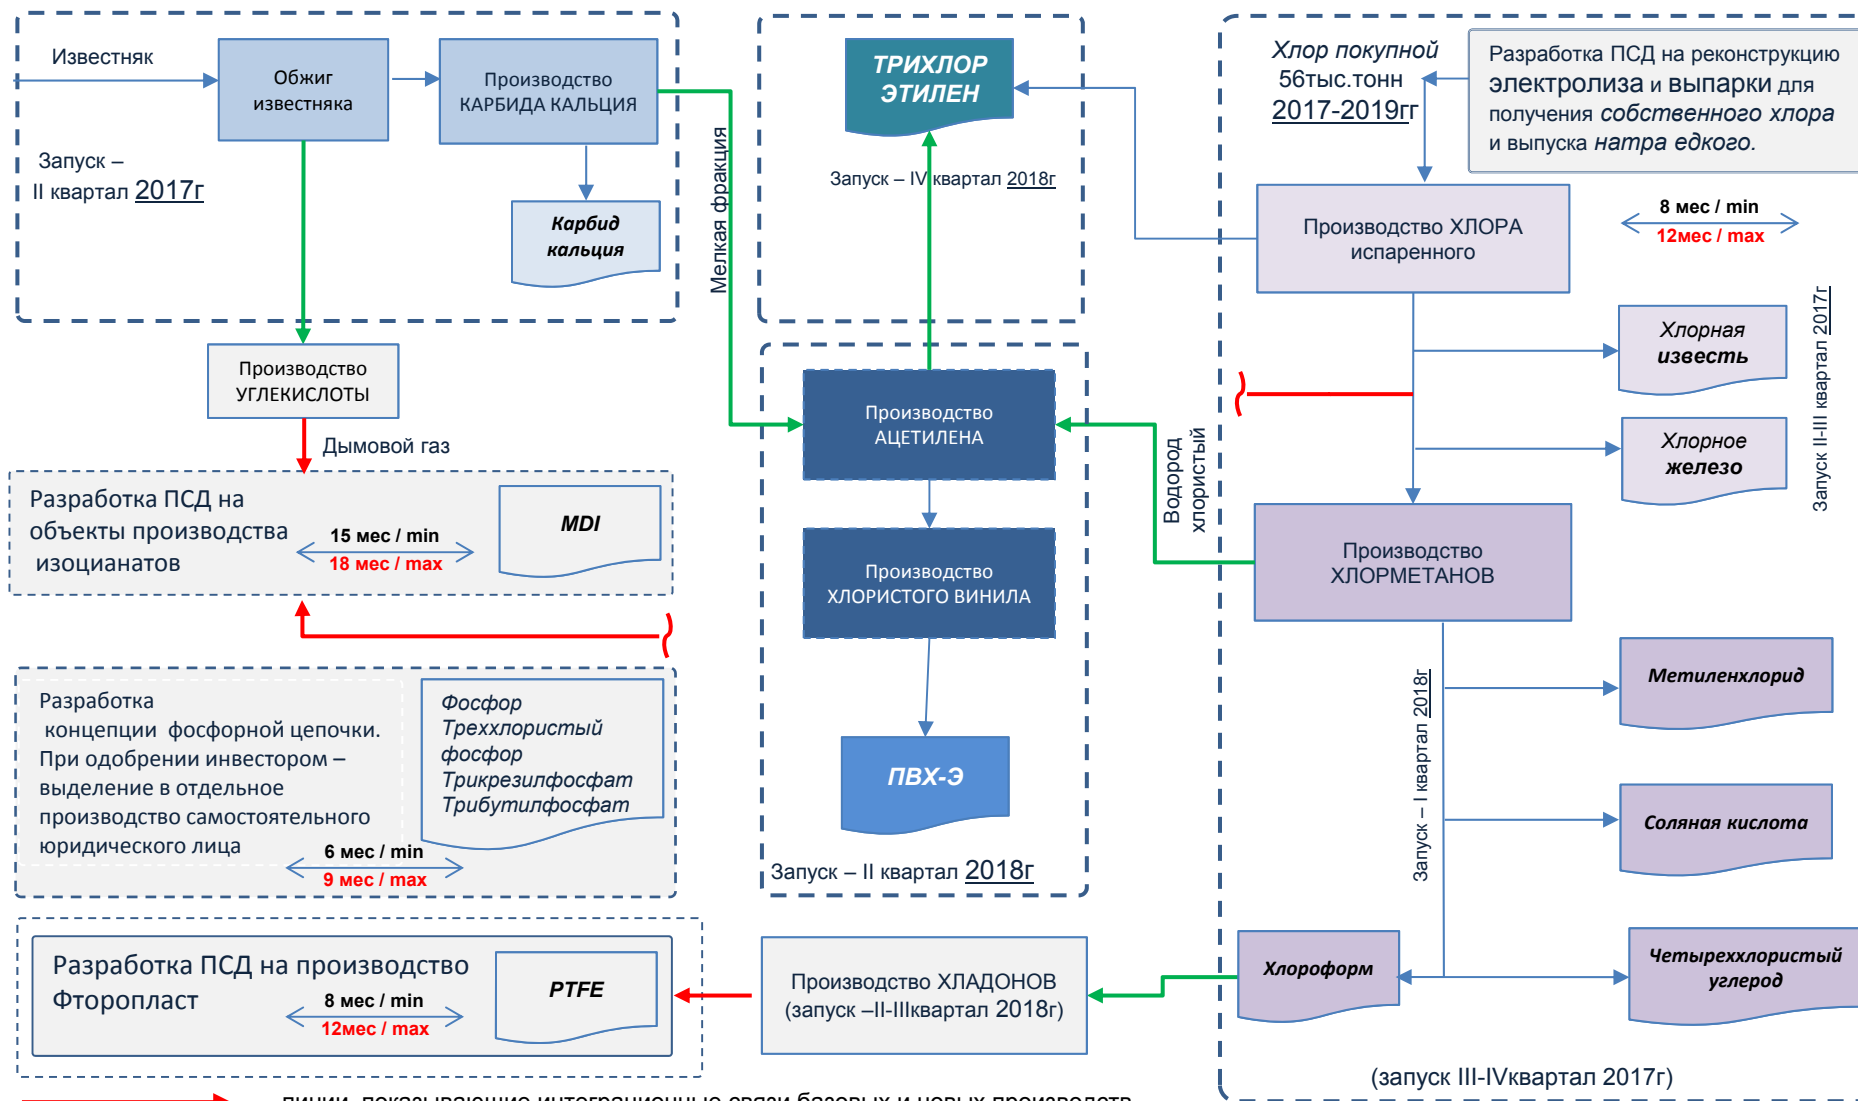 Известняк
Обжиг
известняка
Производство
КАРБИДА КАЛЬЦИЯ
Запуск –
II квартал 2017г
Карбид
кальция
Мелкая фракция
ТРИХЛОР
ЭТИЛЕН
Запуск – IV квартал 2018г
Хлор покупной
56тыс.тонн
2017-2019гг
Разработка ПСД на реконструкцию
электролиза и выпарки для
получения собственного хлора
и выпуска натра едкого.
Производство ХЛОРА
испаренного
8 мес / min
12мес / max
Хлорная
известь
Хлорное
железо
Запуск II-III квартал 2017г
Производство
УГЛЕКИСЛОТЫ
Дымовой газ
Разработка ПСД на
объекты производства
изоцианатов
15 мес / min
18 мес / max
MDI
Производство
АЦЕТИЛЕНА
Производство
ХЛОРИСТОГО ВИНИЛА
ПВХ-Э
Запуск – II квартал 2018г
Водород
хлористый
Производство
ХЛОРМЕТАНОВ
Запуск – I квартал 2018г
Метиленхлорид
Соляная кислота
Хлороформ
Четыреххлористый
углерод
(запуск III-IVквартал 2017г)
Разработка
концепции фосфорной цепочки.
При одобрении инвестором –
выделение в отдельное
производство самостоятельного
юридического лица
6 мес / min
9 мес / max
Фосфор
Треххлористый
фосфор
Трикрезилфосфат
Трибутилфосфат
Разработка ПСД на производство
Фторопласт
8 мес / min
12мес / max
PTFE
Производство ХЛАДОНОВ
(запуск –II-IIIквартал 2018г)
линии, показывающие интеграционные связи базовых и новых производств